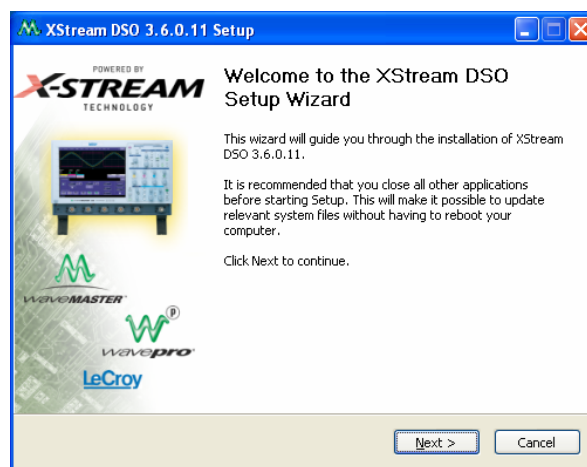 XStream DSO 3.6.0.11 Setup
POWERED BY
X-STREAM
TECHNOLOGY
WAVEMASTER
p
wavepro
LeCroy
Welcome to the XStream DSO
Setup Wizard
This wizard will guide you through the installation of XStream
DSO 3.6.0.11.
It is recommended that you close all other applications
before starting Setup. This will make it possible to update
relevant system files without having to reboot your
computer.
Click Next to continue.
Next >
Cancel